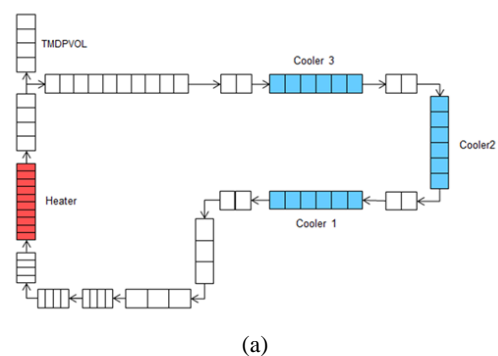 TMDPVOL
Cooler 3
Cooler2
Heater
Cooler 1
(a)